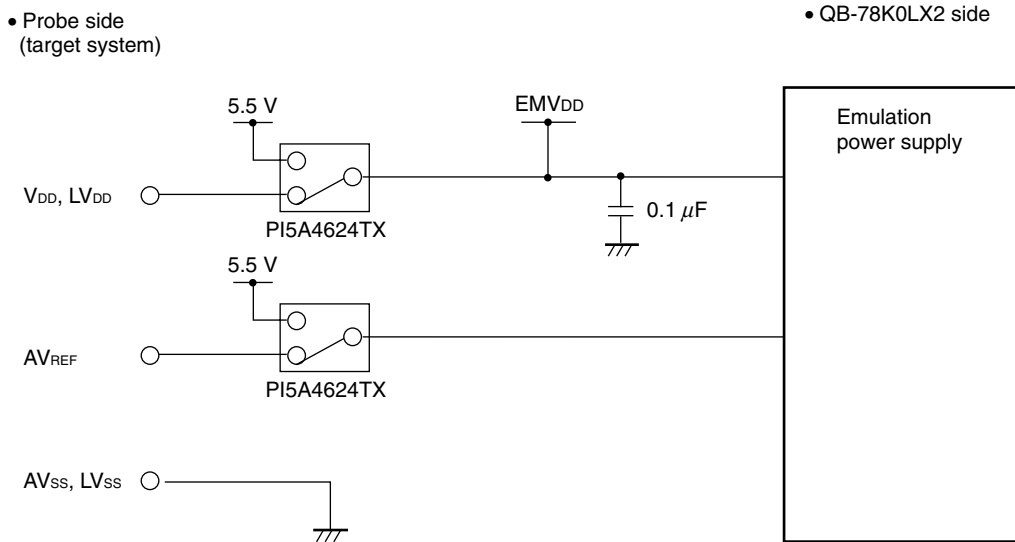 • Probe side
(target system)
• QB-78K0LX2 side
5.5 V
EMVDD
Emulation
power supply
VDD, LVDD
0.1 μF
PI5A4624TX
5.5 V
AVREF
PI5A4624TX
AVSS, LVSS